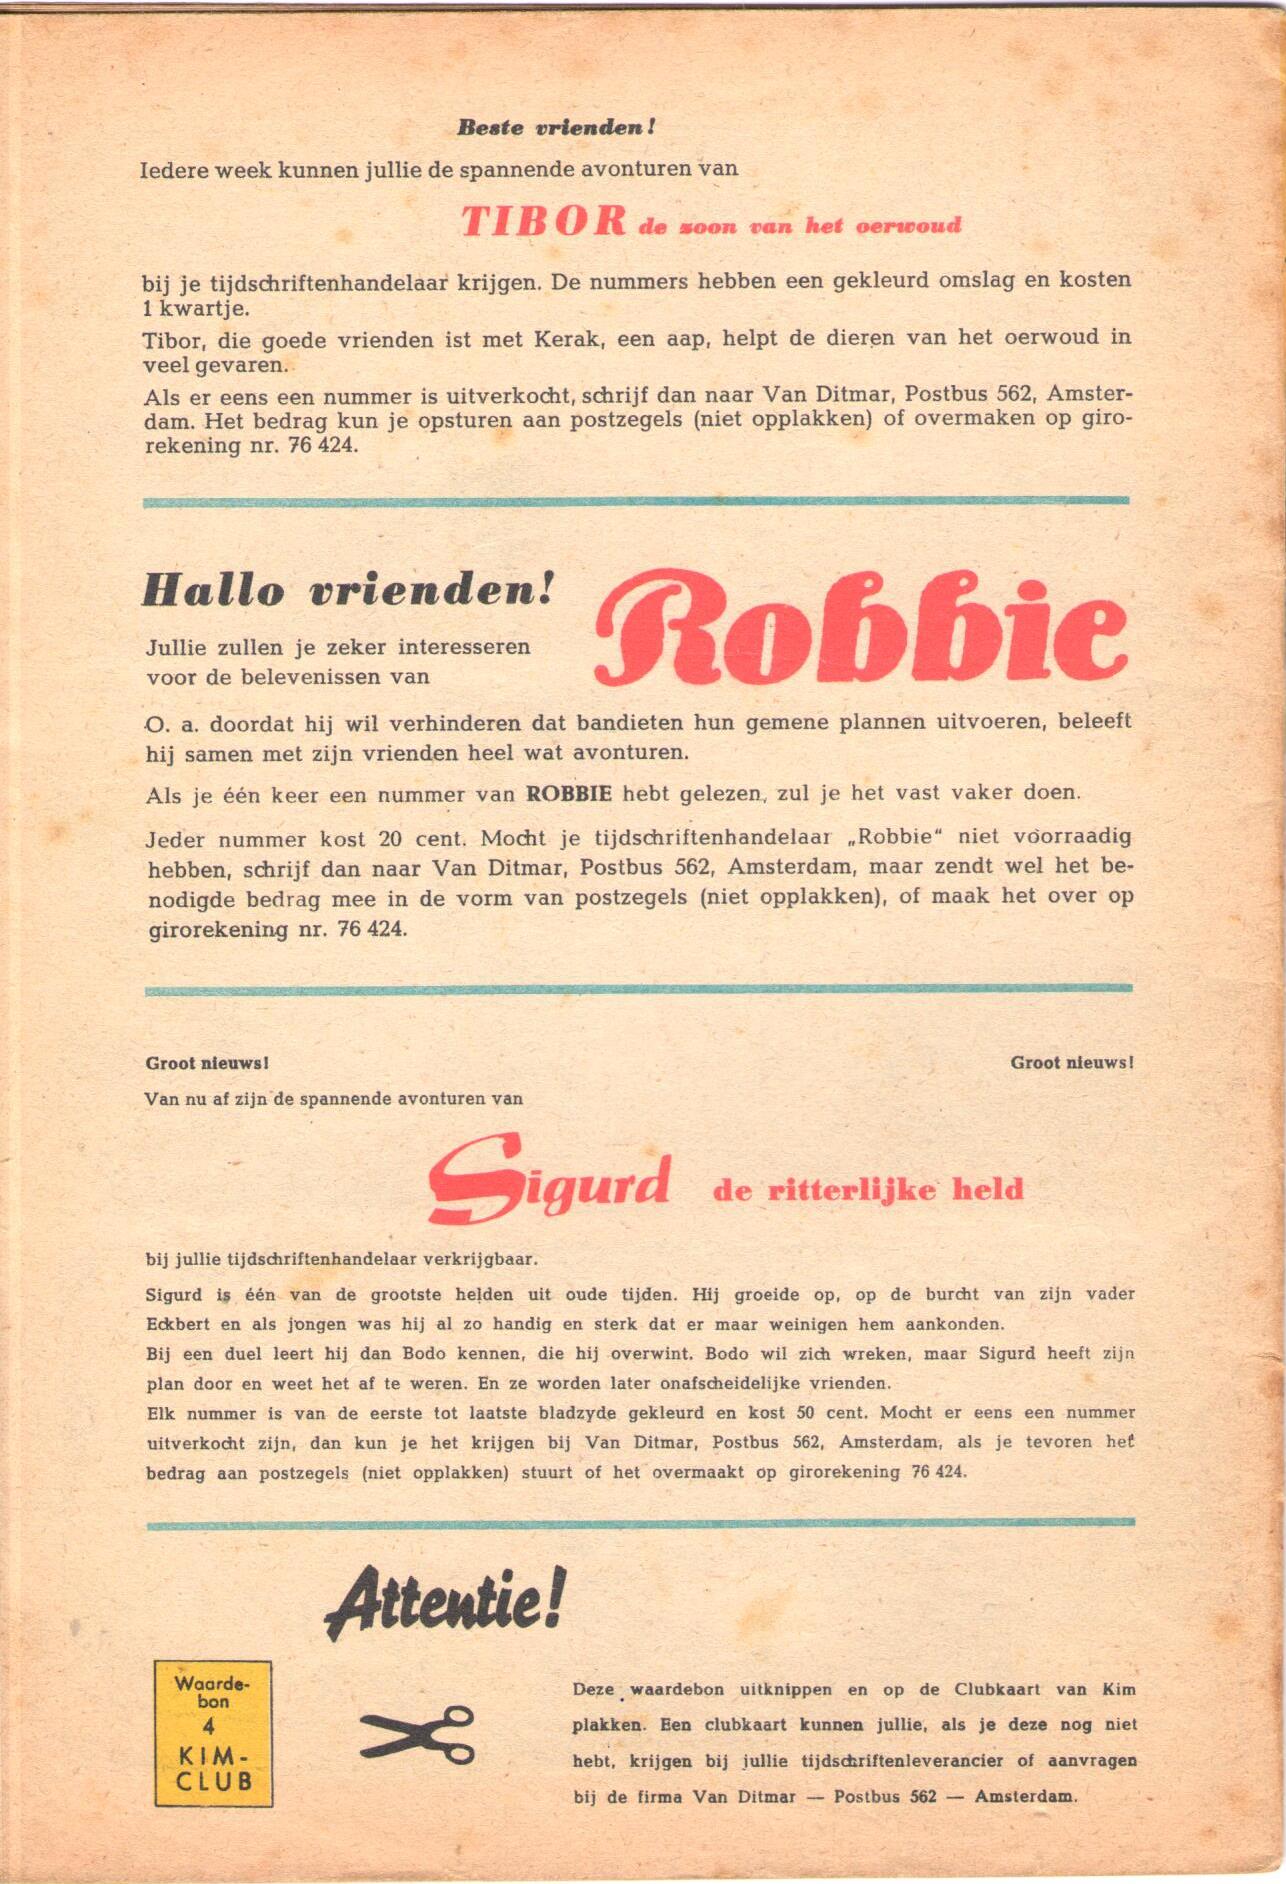 Beste vrienden!
Iedere week kunnen jullie de spannende avonturen van
TIBOR de zoon van het oerwoud
bij je tijdschriftenhandelaar krijgen. De nummers hebben een gekleurd omslag en kosten
1 kwartje.
Tibor, die goede vrienden ist met Kerak, een aap, helpt de dieren van het oerwoud in
veel gevaren.
Als er eens een nummer is uitverkocht, schrijf dan naar Van Ditmar, Postbus 562, Amster-
dam. Het bedrag kun je opsturen aan postzegels (niet opplakken) of overmaken op giro-
rekening nr. 76 424.
Hallo vrienden!
Robbie
Jullie zullen je zeker interesseren
voor de belevenissen van
O. a. doordat hij wil verhinderen dat bandieten hun gemene plannen uitvoeren, beleeft
hij samen met zijn vrienden heel wat avonturen.
Als je één keer een nummer van ROBBIE hebt gelezen, zul je het vast vaker doen.
Jeder nummer kost 20 cent. Mocht je tijdschriftenhandelaar „Robbie“ niet voorraadig
hebben, schrijf dan naar Van Ditmar, Postbus 562, Amsterdam, maar zendt wel het be-
nodigde bedrag mee in de vorm van postzegels (niet opplakken), of maak het over op
girorekening nr. 76 424.
Groot nieuws! Groot nieuws!
Van nu af zijn de spannende avonturen van
Sigurd de ritterlijke held
bij jullie tijdschriftenhandelaar verkrijgbaar.
Sigurd is één van de grootste helden uit oude tijden. Hij groeide op, op de burcht van zijn vader
Eckbert en als jongen was hij al zo handig en sterk dat er maar weinigen hem aankonden.
Bij een duel leert hij dan Bodo kennen, die hij overwint. Bodo wil zich wreken, maar Sigurd heeft zijn
plan door en weet het af te weren. En ze worden later onafscheidelijke vrienden.
Elk nummer is van de eerste tot laatste bladzyde gekleurd en kost 50 cent. Mocht er eens een nummer
uitverkocht zijn, dan kun je het krijgen bij Van Ditmar, Postbus 562, Amsterdam, als je tevoren het
bedrag aan postzegels (niet opplakken) stuurt of het overmaakt op girorekening 76 424.
Attentie!
Waarde-
bon
4
KIM-
CLUB
Deze waardebon uitknippen en op de Clubkaart van Kim
plakken. Een clubkaart kunnen jullie, als je deze nog niet
hebt, krijgen bij jullie tijdschriftenleverancier of aanvragen
bij de firma Van Ditmar — Postbus 562 — Amsterdam.